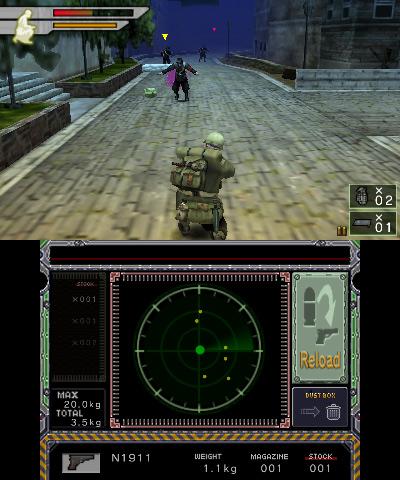 ×
02
×
01
STOCK
×001
×001
×002
Reload
MAX
20.0kg
TOTAL
3.5kg
DUST BOX
N1911
WEIGHT
1.1kg
MAGAZINE
001
STOCK
001